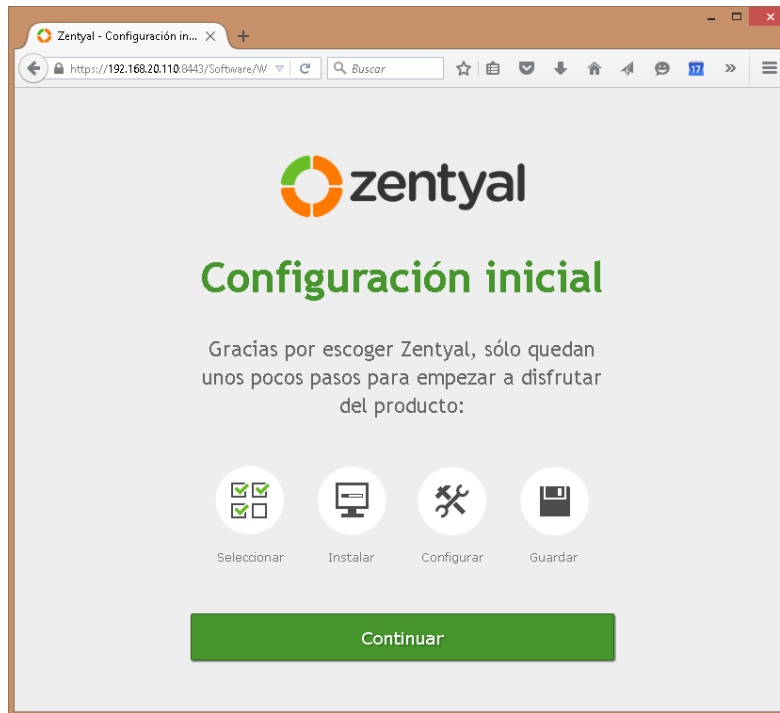 Zentyal - Configuración in...
https://192.168.20.110:8443/Software/W
Buscar
17
zentyal
Configuración inicial
Gracias por escoger Zentyal, sólo quedan
unos pocos pasos para empezar a disfrutar
del producto:
Seleccionar Instalar Configurar Guardar
Continuar